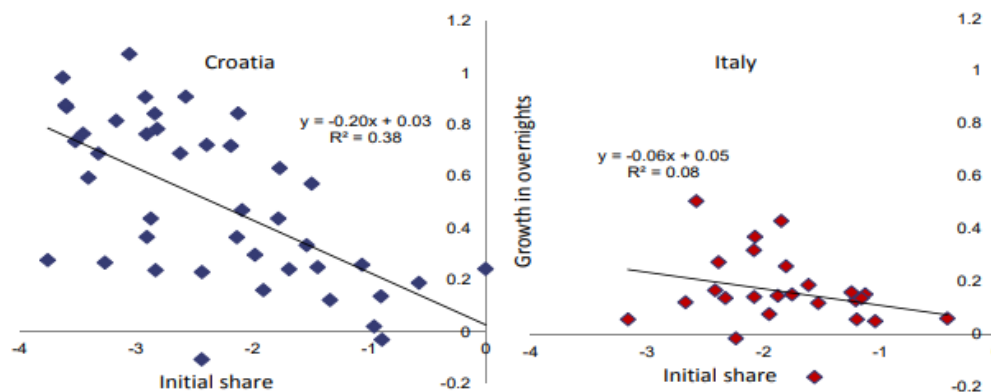 Croatia
y = -0.20x + 0.03
R² = 0.38
1.2
1
0.8
0.6
0.4
0.2
0
-0.2
-4
-3
-2
-1
0
Initial share
Growth in overnights
Italy
y = -0.06x + 0.05
R² = 0.08
1.2
1
0.8
0.6
0.4
0.2
0
-0.2
-4
-3
-2
-1
Initial share